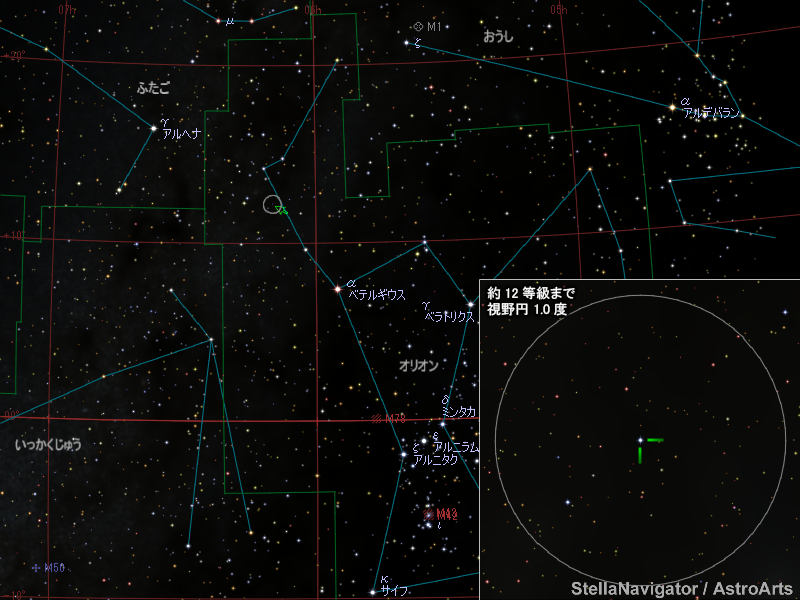 07h
06h
05h
μ
M1
ζ
おうし
+20°
ふたご
α
アルデバラン
γ
アルヘナ
+10°
α
ベテルギウス
γ
ベラトリクス
約 12 等級まで
視野円 1.0 度
オリオン
δ
ミンタカ
00°
M78
ε
アルニラム
ζ
アルニタク
いっかくじゅう
M42
ι
M50
κ
サイフ
-10°
StellaNavigator / AstroArts